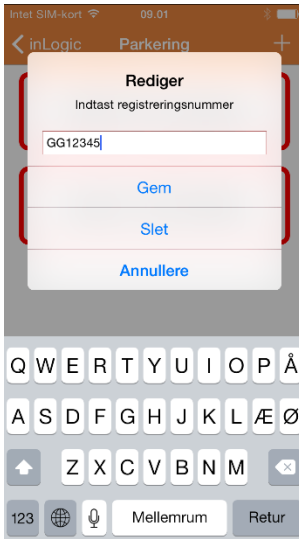 Intet SIM-kort 09.01
inLogic Parkering +
Rediger
Indtast registreringsnummer
GG12345
Gem
Slet
Annullere
Q W E R T Y U I O P Å
A S D F G H J K L Æ Ø
Z X C V B N M
123 Mellemrum Retur